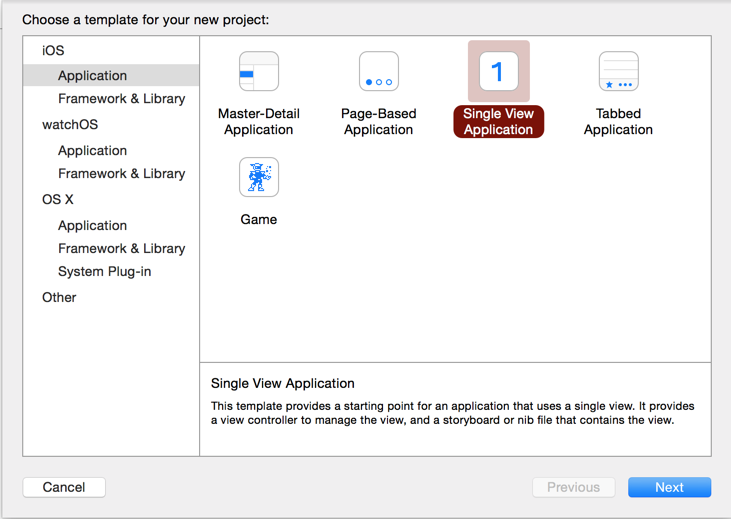 Choose a template for your new project:
iOS
Application
Framework & Library
watchOS
Application
Framework & Library
OS X
Application
Framework & Library
System Plug-in
Other
Master-Detail
Application
Page-Based
Application
1
Single View
Application
Tabbed
Application
Game
Single View Application
This template provides a starting point for an application that uses a single view. It provides
a view controller to manage the view, and a storyboard or nib file that contains the view.
Cancel
Previous
Next